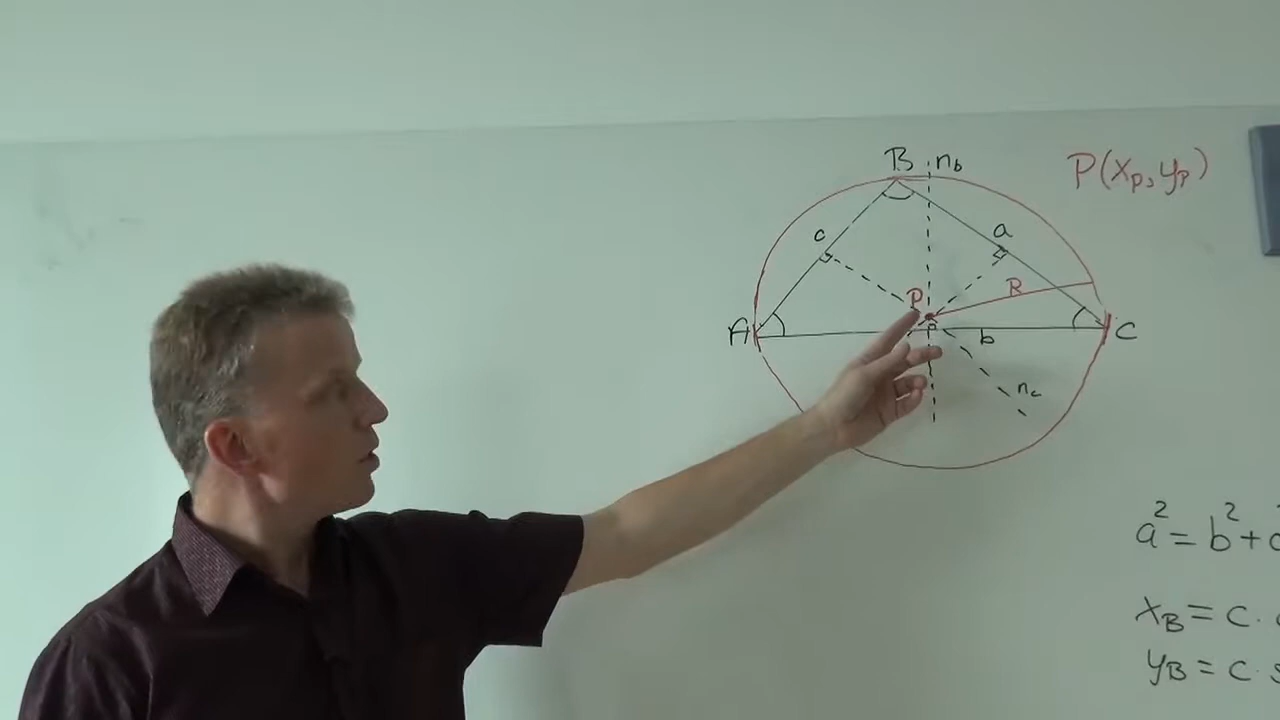 B n_b
P(x_P, y_P)
c
a
P
R
A
b
C
n_c
a² = b² +
x_B = c ·
y_B = c ·